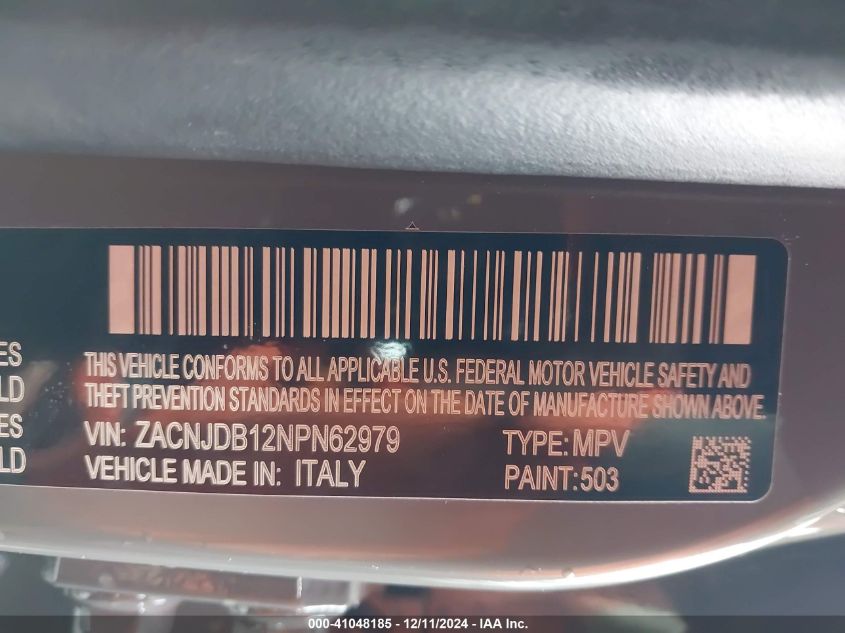 ES
LD
ES
LD
THIS VEHICLE CONFORMS TO ALL APPLICABLE U.S. FEDERAL MOTOR VEHICLE SAFETY AND
THEFT PREVENTION STANDARDS IN EFFECT ON THE DATE OF MANUFACTURE SHOWN ABOVE.
VIN: ZACNJDB12NPN62979 TYPE: MPV
VEHICLE MADE IN: ITALY PAINT: 503
000-41048185 - 12/11/2024 - IAA Inc.